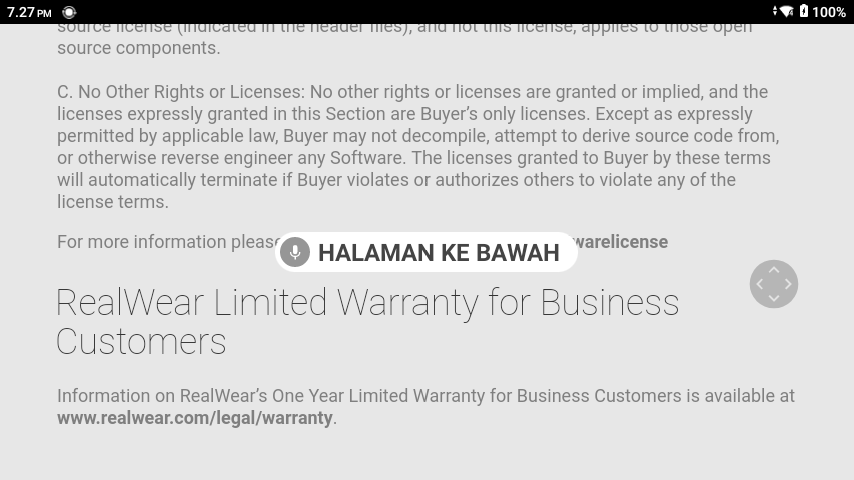 7.27 PM
100%
source license (indicated in the header files), and not this license, applies to those open
source components.
C. No Other Rights or Licenses: No other rights or licenses are granted or implied, and the
licenses expressly granted in this Section are Buyer's only licenses. Except as expressly
permitted by applicable law, Buyer may not decompile, attempt to derive source code from,
or otherwise reverse engineer any Software. The licenses granted to Buyer by these terms
will automatically terminate if Buyer violates or authorizes others to violate any of the
license terms.
For more information pleas warelicense
HALAMAN KE BAWAH
RealWear Limited Warranty for Business
Customers
Information on RealWear's One Year Limited Warranty for Business Customers is available at
www.realwear.com/legal/warranty.